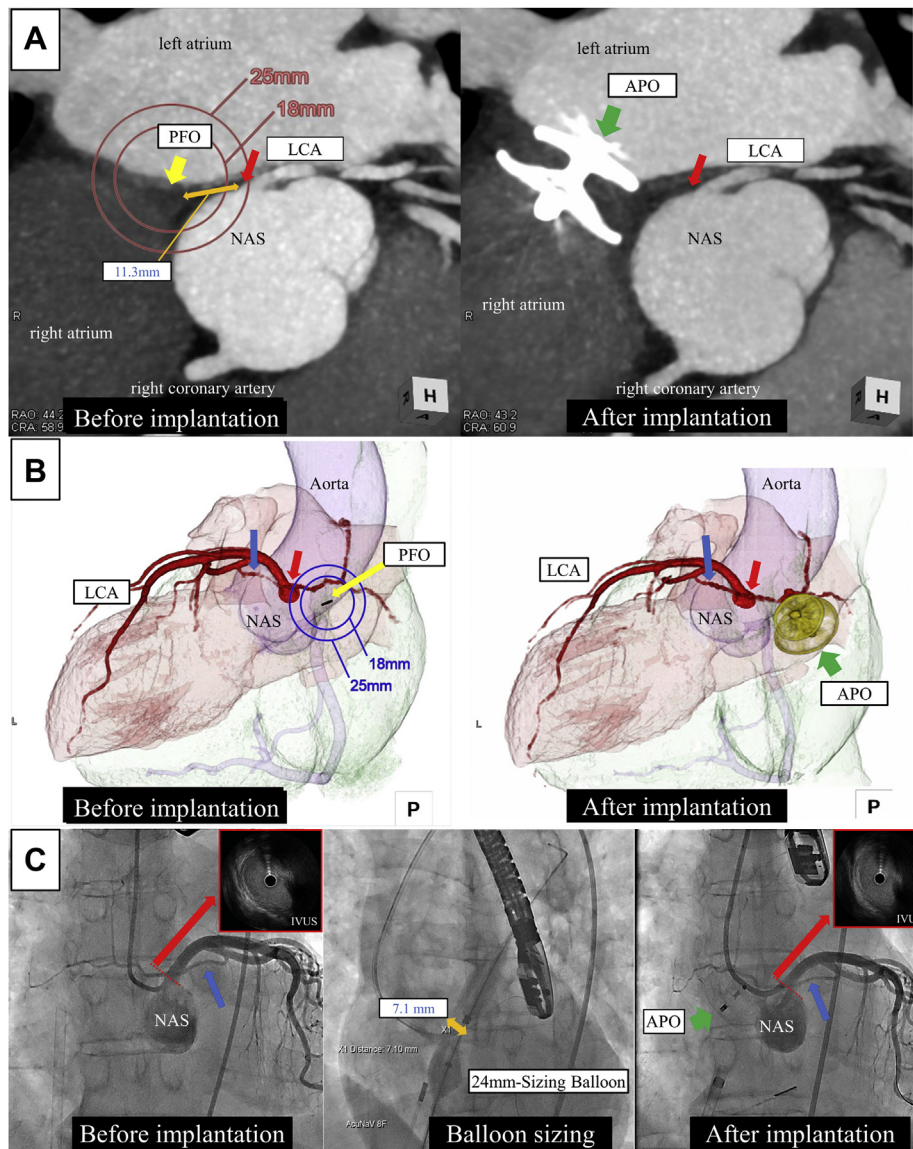 A
left atrium
25mm
18mm
PFO
LCA
NAS
11.3mm
R
right atrium
right coronary artery
RAO: 44.2
CRA: 58.9
Before implantation
H
left atrium
APO
LCA
NAS
R
right atrium
right coronary artery
RAO: 43.2
CRA: 60.9
After implantation
H
B
Aorta
PFO
LCA
NAS
18mm
25mm
L
Before implantation
P
Aorta
LCA
NAS
APO
L
After implantation
P
C
IVUS
NAS
Before implantation
7.1 mm
X1
X1 Distance: 7.10 mm
24mm-Sizing Balloon
AcuNaV 8F
Balloon sizing
IVUS
APO
NAS
After implantation